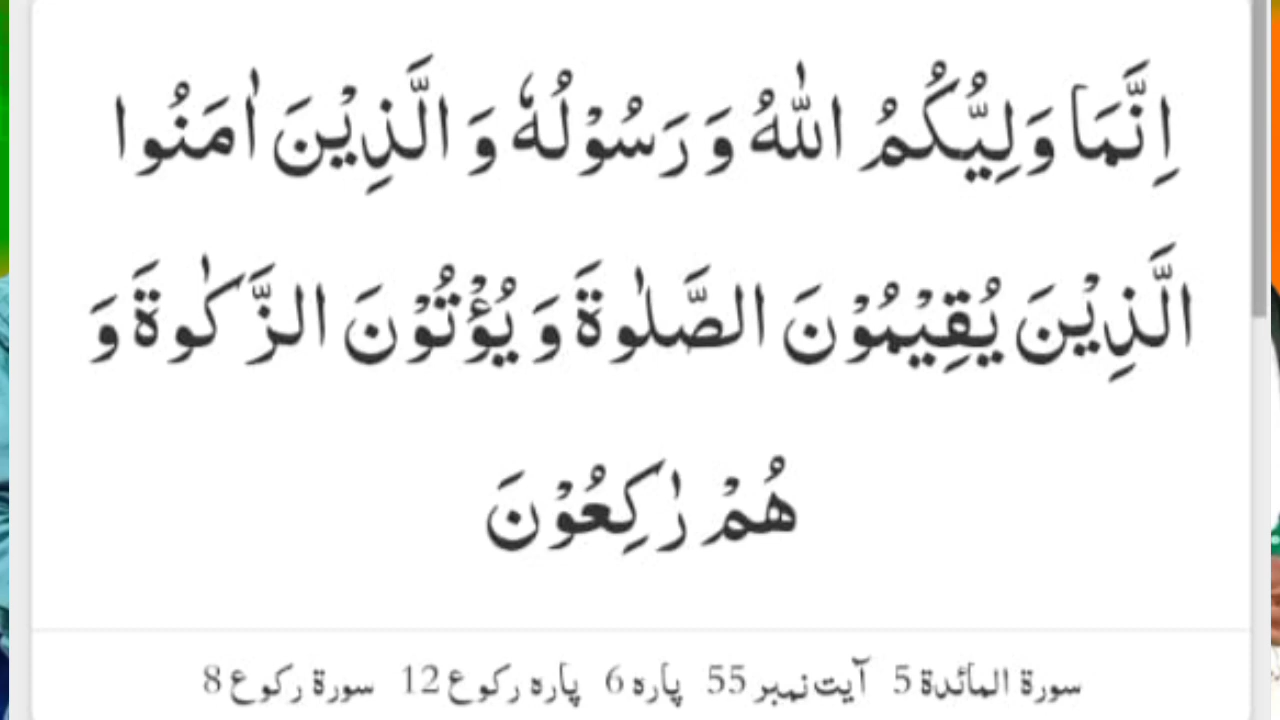 اِنَّمَا وَلِیُّكُمُ اللّٰهُ وَ رَسُوْلُهٗ وَ الَّذِیْنَ اٰمَنُوا
الَّذِیْنَ یُقِیْمُوْنَ الصَّلٰوةَ وَ یُؤْتُوْنَ الزَّكٰوةَ وَ
هُمْ رٰكِعُوْنَ
سورۃ المائدۃ 5 آیت نمبر 55 پارہ 6 پارہ رکوع 12 سورۃ رکوع 8